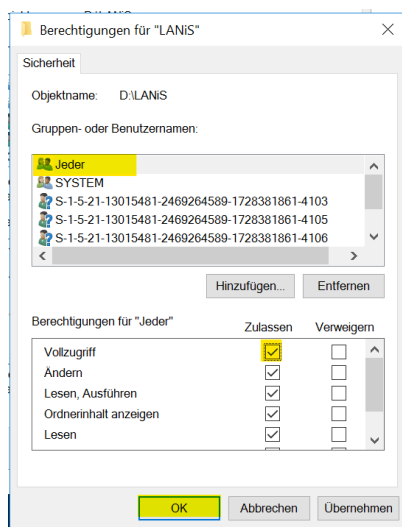 Berechtigungen für "LANiS"
Sicherheit
Objektname: D:\LANiS
Gruppen- oder Benutzernamen:
Jeder
SYSTEM
S-1-5-21-13015481-2469264589-1728381861-4103
S-1-5-21-13015481-2469264589-1728381861-4105
S-1-5-21-13015481-2469264589-1728381861-4106
Hinzufügen... Entfernen
Berechtigungen für "Jeder" Zulassen Verweigern
Vollzugriff
Ändern
Lesen, Ausführen
Ordnerinhalt anzeigen
Lesen
OK Abbrechen Übernehmen